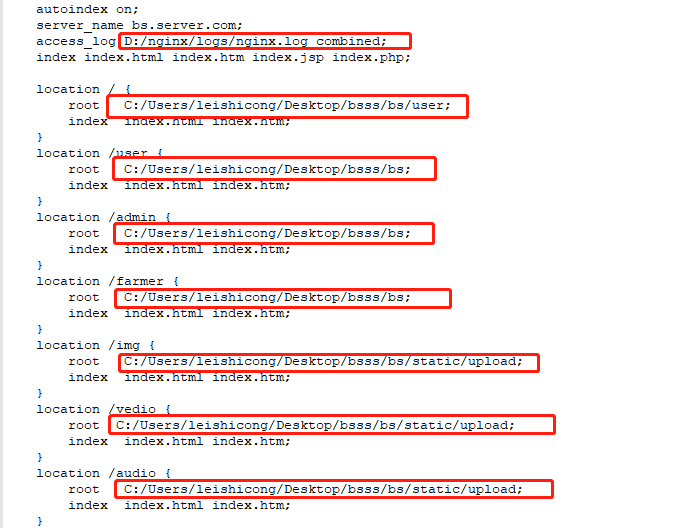 autoindex on;
server_name bs.server.com;
access_log D:/nginx/logs/nginx.log combined;
index index.html index.htm index.jsp index.php;
location / {
root C:/Users/leishicong/Desktop/bsss/bs/user;
index index.html index.htm;
}
location /user {
root C:/Users/leishicong/Desktop/bsss/bs;
index index.html index.htm;
}
location /admin {
root C:/Users/leishicong/Desktop/bsss/bs;
index index.html index.htm;
}
location /farmer {
root C:/Users/leishicong/Desktop/bsss/bs;
index index.html index.htm;
}
location /img {
root C:/Users/leishicong/Desktop/bsss/bs/static/upload;
index index.html index.htm;
}
location /vedio {
root C:/Users/leishicong/Desktop/bsss/bs/static/upload;
index index.html index.htm;
}
location /audio {
root C:/Users/leishicong/Desktop/bsss/bs/static/upload;
index index.html index.htm;
}